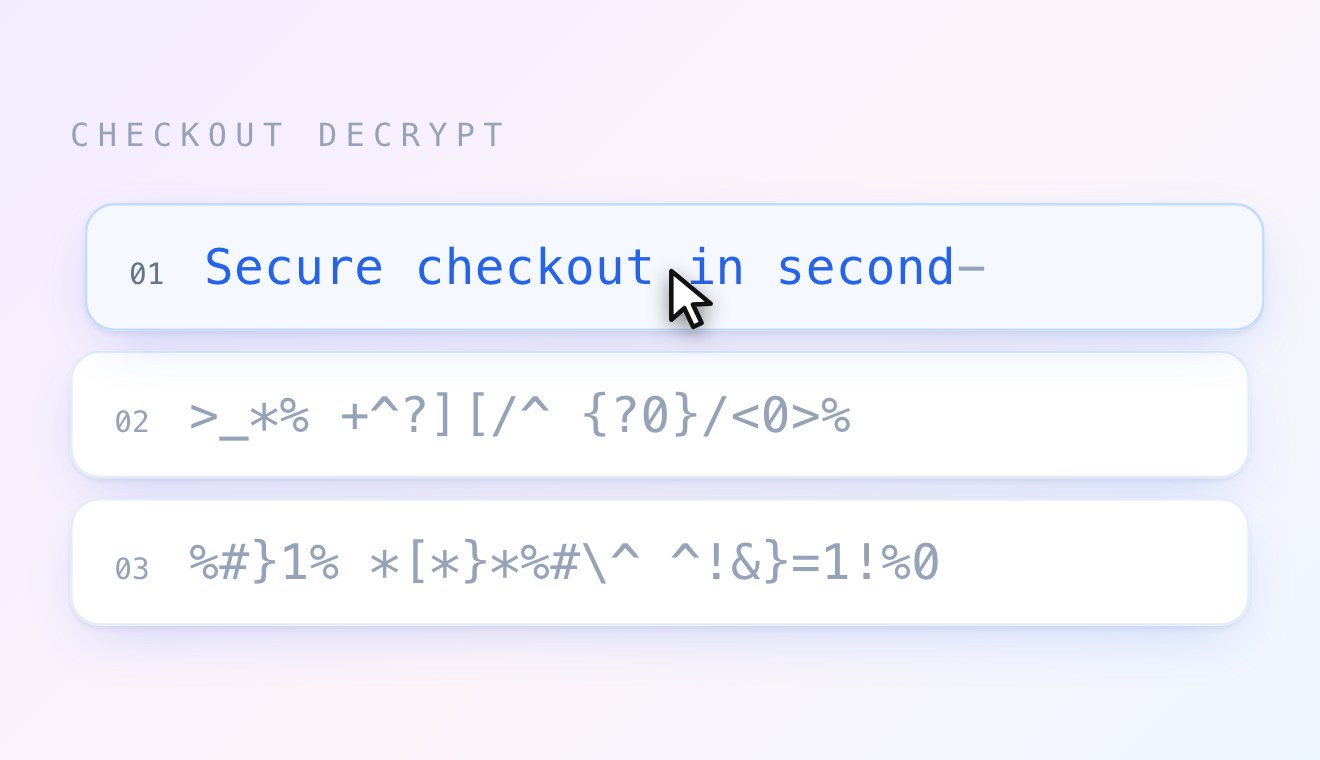 CHECKOUT DECRYPT
01 Secure checkout in second—
02 >_*% +^?][/^ {?0}/<0>%
03 %#}1% *[*}*%#\^ ^!&}=1!%0